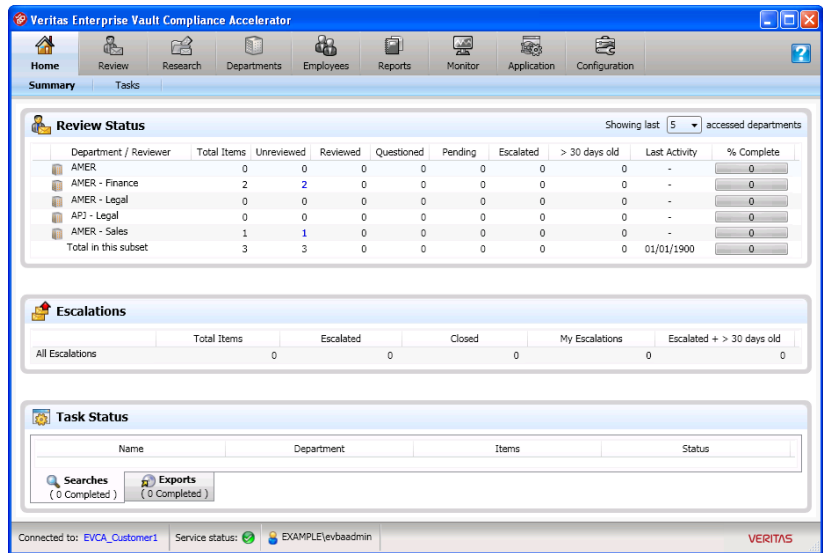 Veritas Enterprise Vault Compliance Accelerator
Home Review Research Departments Employees Reports Monitor Application Configuration ?
Summary Tasks
Review Status Showing last 5 accessed departments
Department / Reviewer Total Items Unreviewed Reviewed Questioned Pending Escalated > 30 days old Last Activity % Complete
AMER 0 0 0 0 0 0 0 - 0
AMER - Finance 2 2 0 0 0 0 0 - 0
AMER - Legal 0 0 0 0 0 0 0 - 0
APJ - Legal 0 0 0 0 0 0 0 - 0
AMER - Sales 1 1 0 0 0 0 0 - 0
Total in this subset 3 3 0 0 0 0 0 01/01/1900 0
Escalations
Total Items Escalated Closed My Escalations Escalated + > 30 days old
All Escalations 0 0 0 0 0
Task Status
Name Department Items Status
Searches Exports
( 0 Completed ) ( 0 Completed )
Connected to: EVCA_Customer1 Service status: EXAMPLE\evbaadmin VERITAS